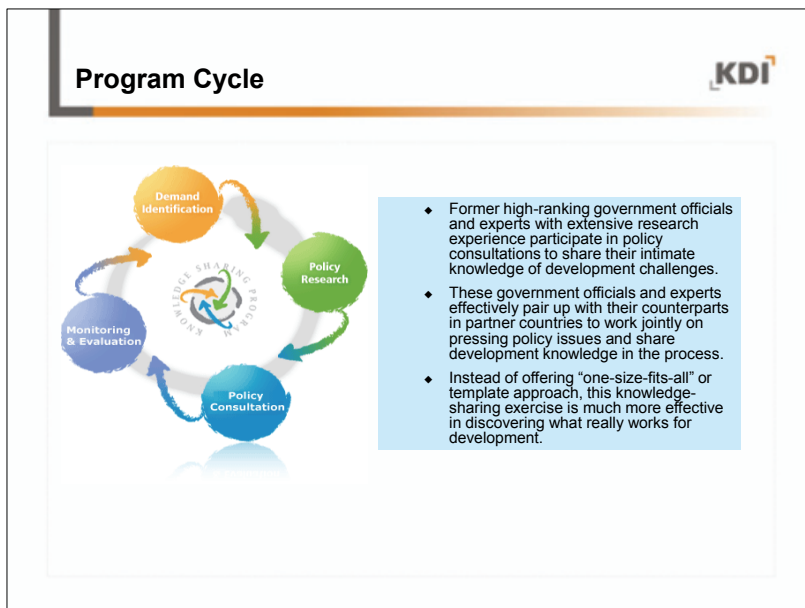 Program Cycle
KDI
Demand
Identification
Policy
Research
KNOWLEDGE SHARING PROGRAM
Monitoring
& Evaluation
Policy
Consultation
◆ Former high-ranking government officials
and experts with extensive research
experience participate in policy
consultations to share their intimate
knowledge of development challenges.
◆ These government officials and experts
effectively pair up with their counterparts
in partner countries to work jointly on
pressing policy issues and share
development knowledge in the process.
◆ Instead of offering “one-size-fits-all” or
template approach, this knowledge-
sharing exercise is much more effective
in discovering what really works for
development.